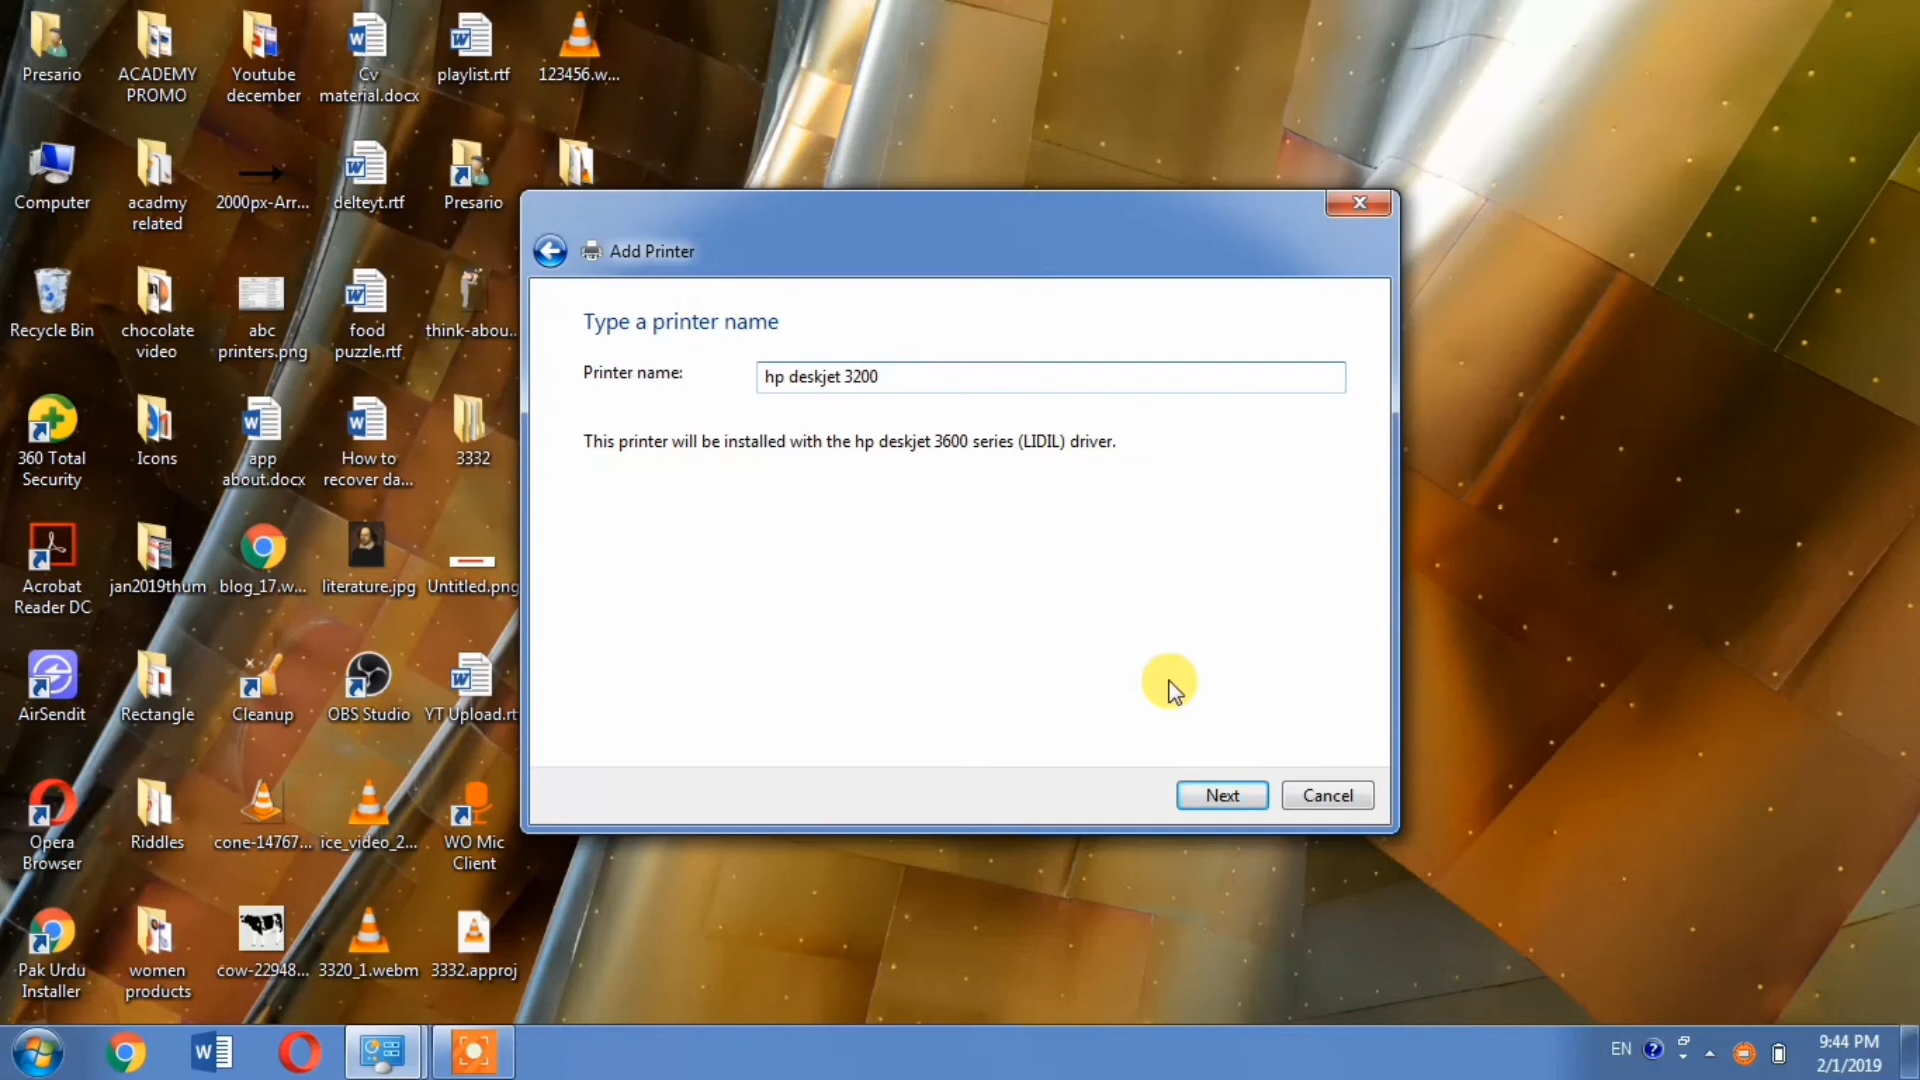 Presario
ACADEMY
PROMO
Youtube
december
Cv
material.docx
playlist.rtf
123456.w...
Computer
acadmy
related
2000px-Arr...
delteyt.rtf
Presario
Recycle Bin
chocolate
video
abc
printers.png
food
puzzle.rtf
think-abou...
360 Total
Security
Icons
app
about.docx
How to
recover da...
3332
Acrobat
Reader DC
jan2019thum
blog_17.w...
literature.jpg
Untitled.png
AirSendit
Rectangle
Cleanup
OBS Studio
YT Upload.rt
Opera
Browser
Riddles
cone-14767...
ice_video_2...
WO Mic
Client
Pak Urdu
Installer
women
products
cow-22948...
3320_1.webm
3332.approj
Add Printer
Type a printer name
Printer name:
hp deskjet 3200
This printer will be installed with the hp deskjet 3600 series (LIDIL) driver.
Next
Cancel
EN
9:44 PM
2/1/2019